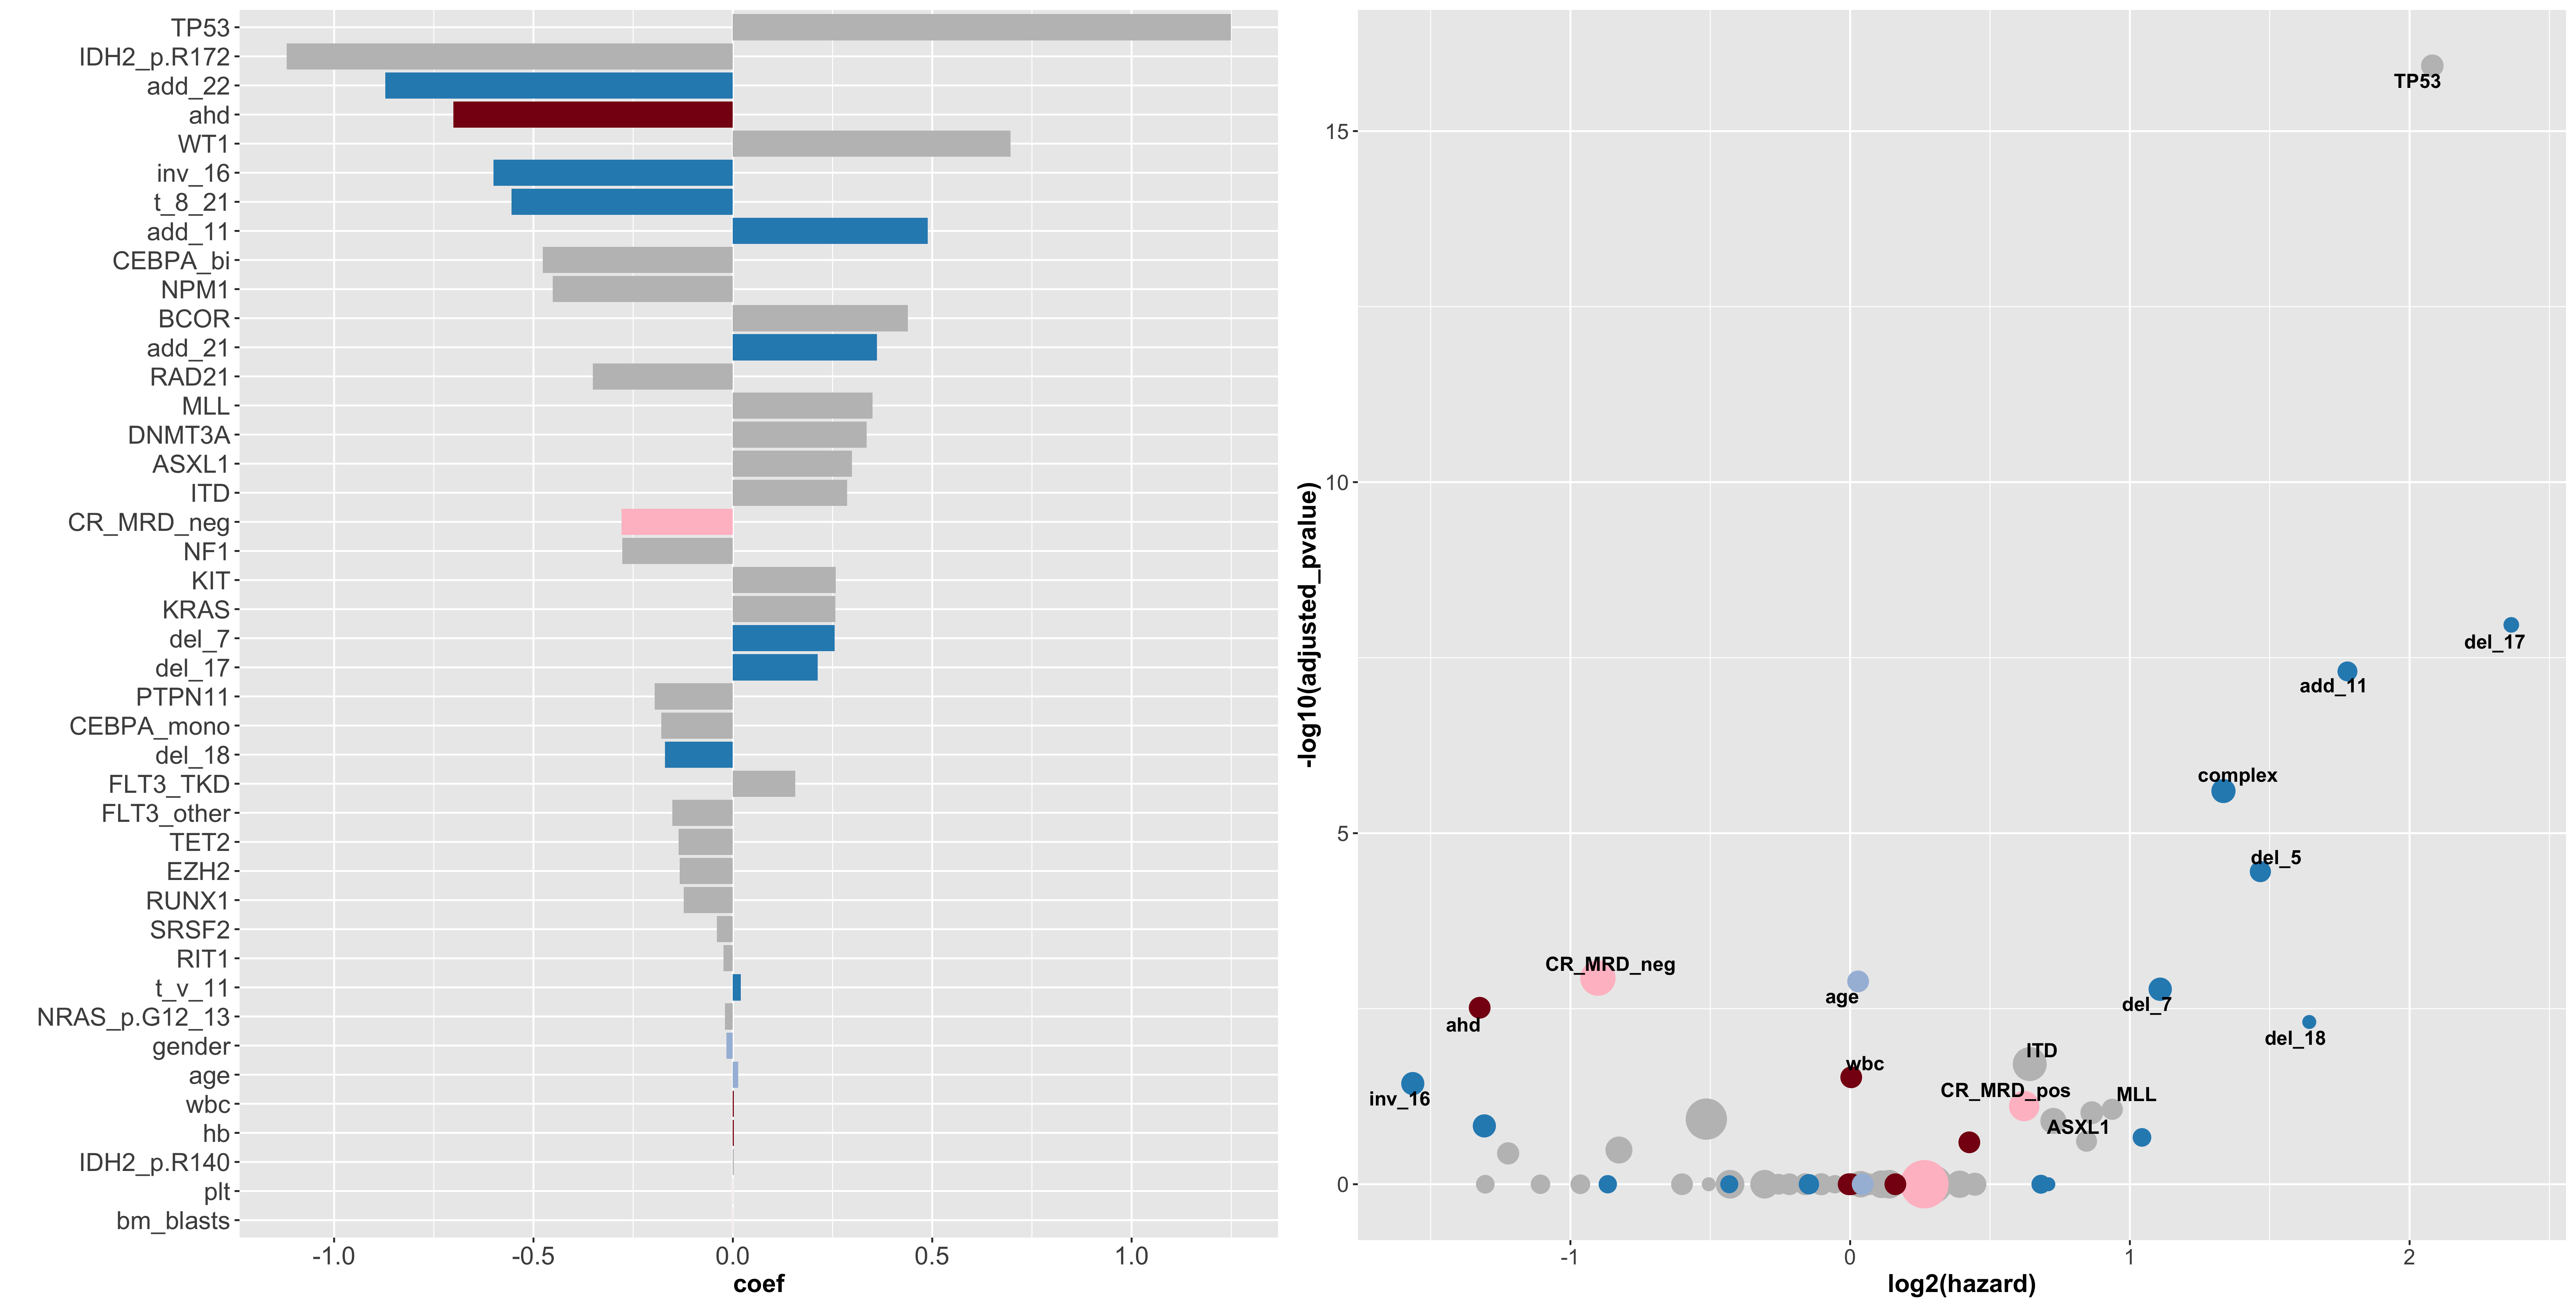 TP53
IDH2_p.R172
add_22
ahd
WT1
inv_16
t_8_21
add_11
CEBPA_bi
NPM1
BCOR
add_21
RAD21
MLL
DNMT3A
ASXL1
ITD
CR_MRD_neg
NF1
KIT
KRAS
del_7
del_17
PTPN11
CEBPA_mono
del_18
FLT3_TKD
FLT3_other
TET2
EZH2
RUNX1
SRSF2
RIT1
t_v_11
NRAS_p.G12_13
gender
age
wbc
hb
IDH2_p.R140
plt
bm_blasts
-1.0 -0.5 0.0 0.5 1.0
coef
-log10(adjusted_pvalue)
15
10
5
0
TP53
del_17
add_11
complex
del_5
CR_MRD_neg
age
del_7
ahd
del_18
ITD
wbc
CR_MRD_pos
MLL
inv_16
ASXL1
-1 0 1 2
log2(hazard)